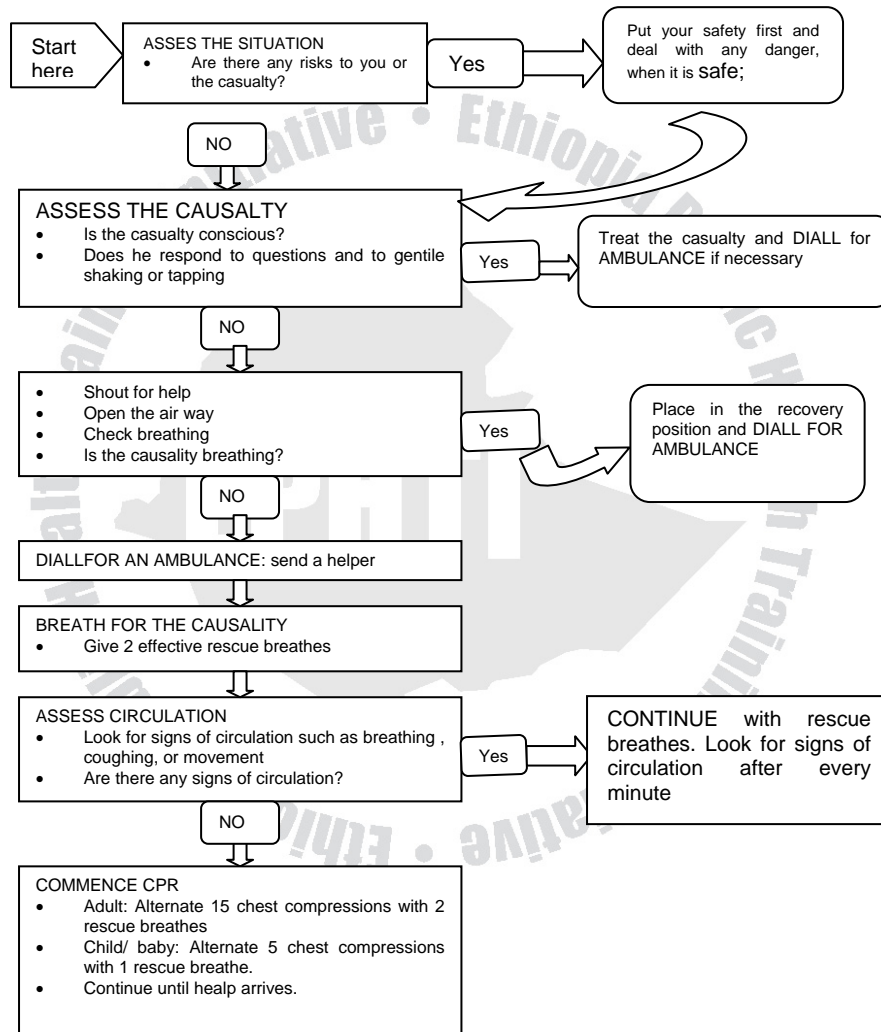 Start
here
ASSES THE SITUATION
• Are there any risks to you or
the casualty?
Yes
Put your safety first and
deal with any danger,
when it is safe;
NO
ASSESS THE CAUSALTY
• Is the casualty conscious?
• Does he respond to questions and to gentile
shaking or tapping
Yes
Treat the casualty and DIALL for
AMBULANCE if necessary
NO
• Shout for help
• Open the air way
• Check breathing
• Is the causality breathing?
Yes
Place in the recovery
position and DIALL FOR
AMBULANCE
NO
DIALLFOR AN AMBULANCE: send a helper
BREATH FOR THE CAUSALITY
• Give 2 effective rescue breathes
ASSESS CIRCULATION
• Look for signs of circulation such as breathing ,
coughing, or movement
• Are there any signs of circulation?
Yes
CONTINUE with rescue
breathes. Look for signs of
circulation after every
minute
NO
COMMENCE CPR
• Adult: Alternate 15 chest compressions with 2
rescue breathes
• Child/ baby: Alternate 5 chest compressions
with 1 rescue breathe.
• Continue until healp arrives.